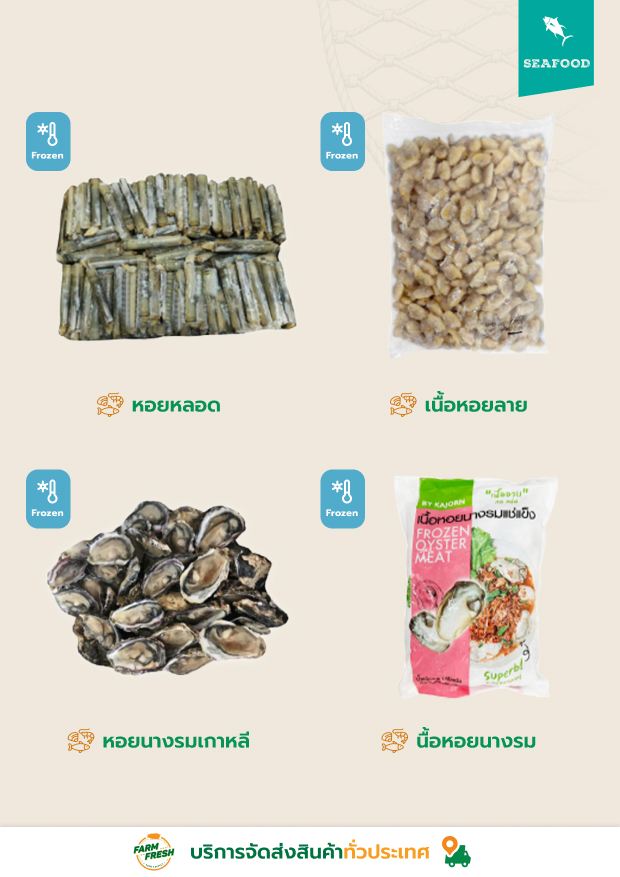 SEAFOOD
Frozen
Frozen
หอยหลอด
เนื้อหอยลาย
Frozen
Frozen
BY KAJORN
เนื้อหอยนางรมแช่แข็ง
FROZEN
OYSTER
MEAT
Superb!
หอยนางรมเกาหลี
นื้อหอยนางรม
FARM
FRESH
บริการจัดส่งสินค้าทั่วประเทศ